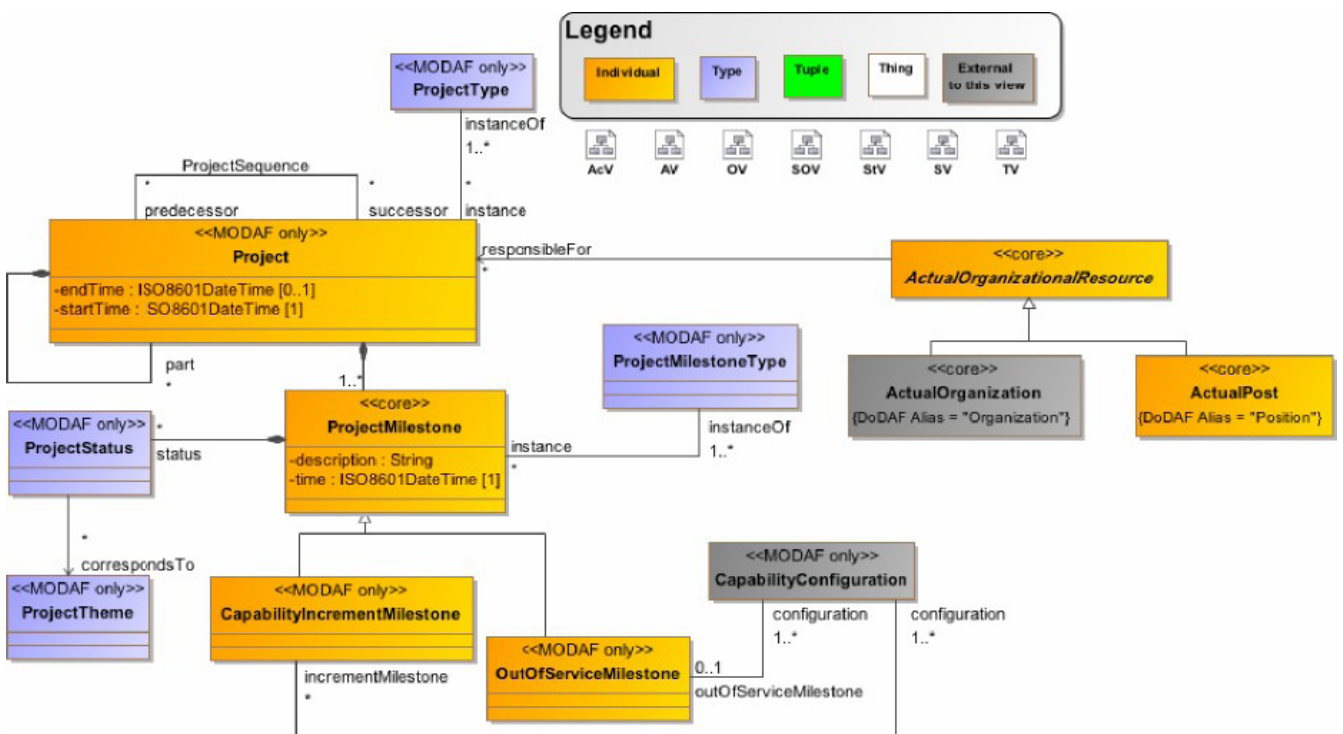 Legend
Individual
Type
Tuple
Thing
External
to this view
AcV
AV
OV
SOV
StV
SV
TV
<<MODAF only>>
ProjectType
instanceOf
1..*
ProjectSequence
*
*
*
predecessor
successor
instance
<<MODAF only>>
Project
-endTime : ISO8601DateTime [0..1]
-startTime : ISO8601DateTime [1]
responsibleFor
*
<<core>>
ActualOrganizationalResource
part
*
1..*
<<MODAF only>>
ProjectMilestoneType
<<core>>
ActualOrganization
{DoDAF Alias = "Organization"}
<<core>>
ActualPost
{DoDAF Alias = "Position"}
<<MODAF only>>
ProjectStatus
*
status
<<core>>
ProjectMilestone
-description : String
-time : ISO8601DateTime [1]
instance
*
instanceOf
1..*
*
correspondsTo
<<MODAF only>>
ProjectTheme
<<MODAF only>>
CapabilityIncrementMilestone
<<MODAF only>>
CapabilityConfiguration
configuration
1..*
configuration
1..*
<<MODAF only>>
OutOfServiceMilestone
0..1
outOfServiceMilestone
incrementMilestone
*